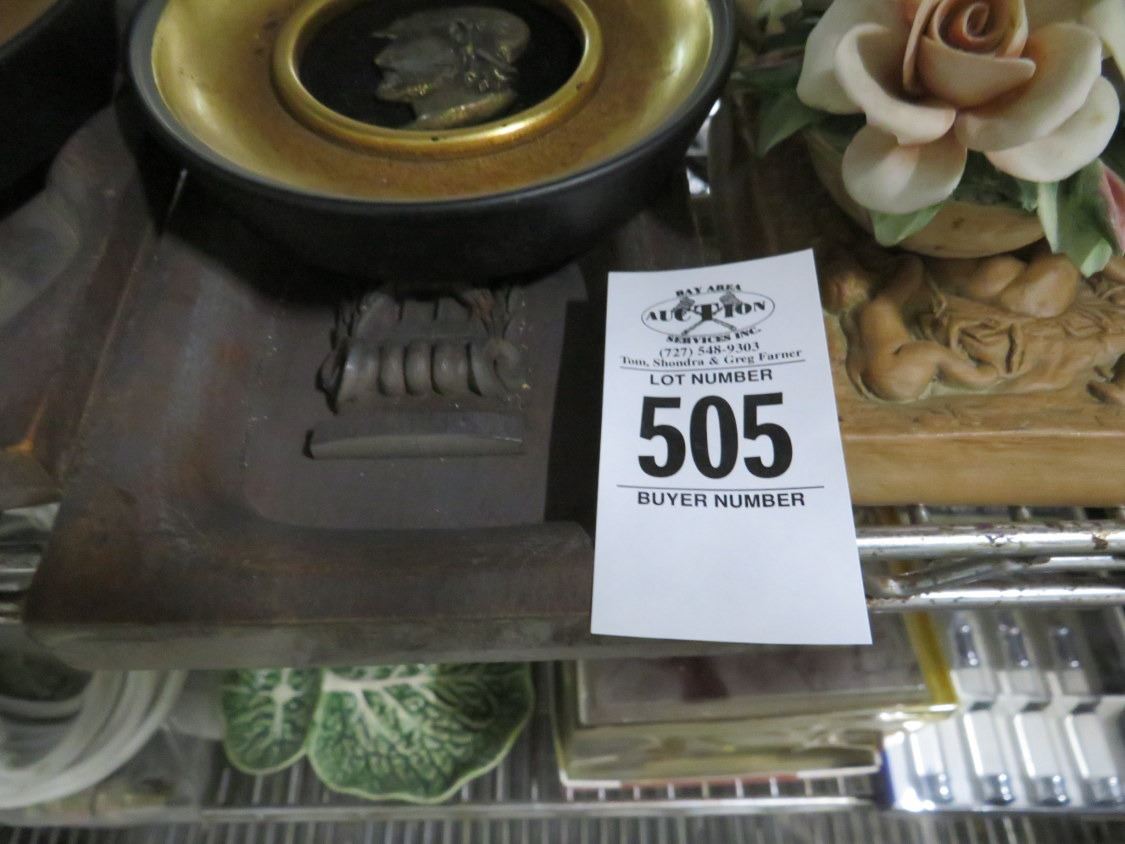 BAY AREA
AUCTION
SERVICES INC.
(727) 548-9303
Tom, Shondra & Greg Farner
LOT NUMBER
505
BUYER NUMBER